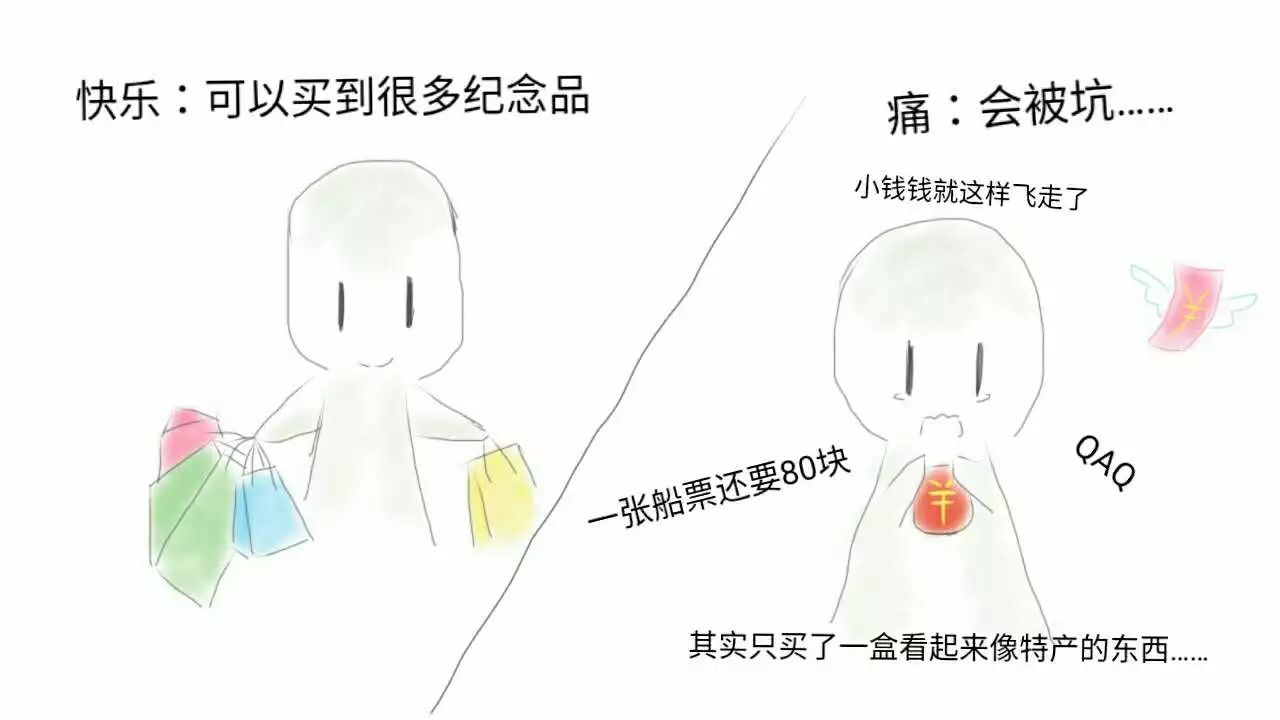 快乐：可以买到很多纪念品
痛：会被坑……
小钱钱就这样飞走了
¥
QAQ
一张船票还要80块
¥
其实只买了一盒看起来像特产的东西……